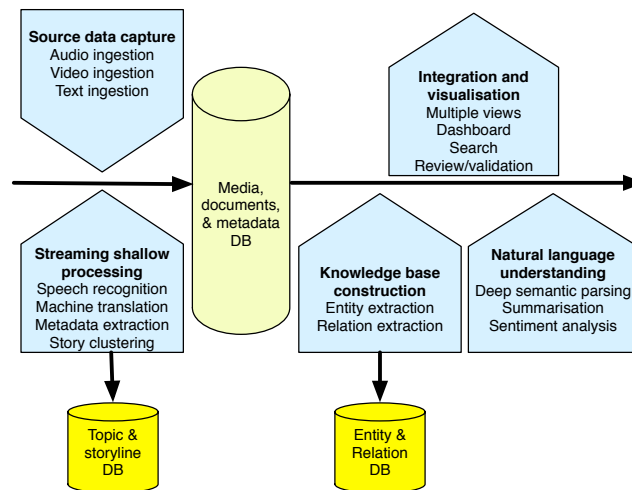 Source data capture
Audio ingestion
Video ingestion
Text ingestion
Integration and
visualisation
Multiple views
Dashboard
Search
Review/validation
Media,
documents,
& metadata
DB
Streaming shallow
processing
Speech recognition
Machine translation
Metadata extraction
Story clustering
Knowledge base
construction
Entity extraction
Relation extraction
Natural language
understanding
Deep semantic parsing
Summarisation
Sentiment analysis
Topic &
storyline
DB
Entity &
Relation
DB